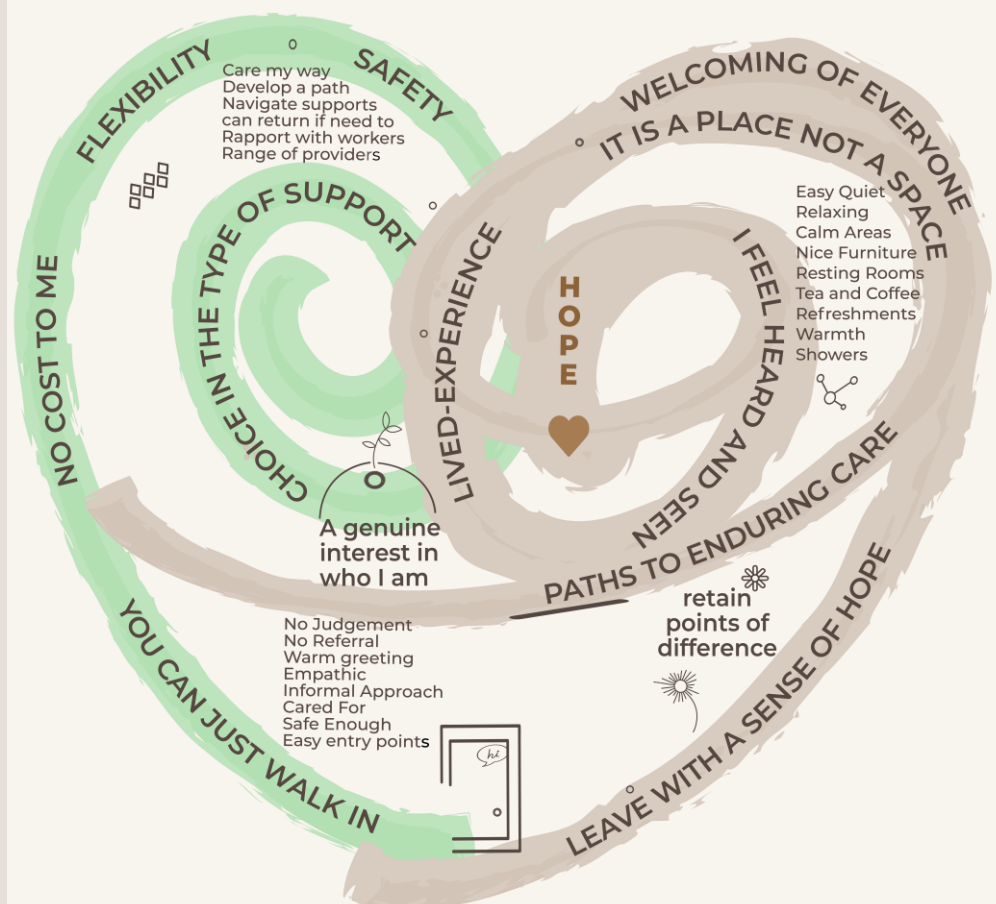 FLEXIBILITY
SAFETY
Care my way
Develop a path
Navigate supports
can return if need to
Rapport with workers
Range of providers
WELCOMING OF EVERYONE
IT IS A PLACE NOT A SPACE
Easy Quiet
Relaxing
Calm Areas
Nice Furniture
Resting Rooms
Tea and Coffee
Refreshments
Warmth
Showers
CHOICE IN THE TYPE OF SUPPORT
LIVED-EXPERIENCE
HOPE
I FEEL HEARD AND SEEN
NO COST TO ME
A genuine
interest in
who I am
PATHS TO ENDURING CARE
retain
points of
difference
No Judgement
No Referral
Warm greeting
Empathic
Informal Approach
Cared For
Safe Enough
Easy entry points
YOU CAN JUST WALK IN
hi
LEAVE WITH A SENSE OF HOPE